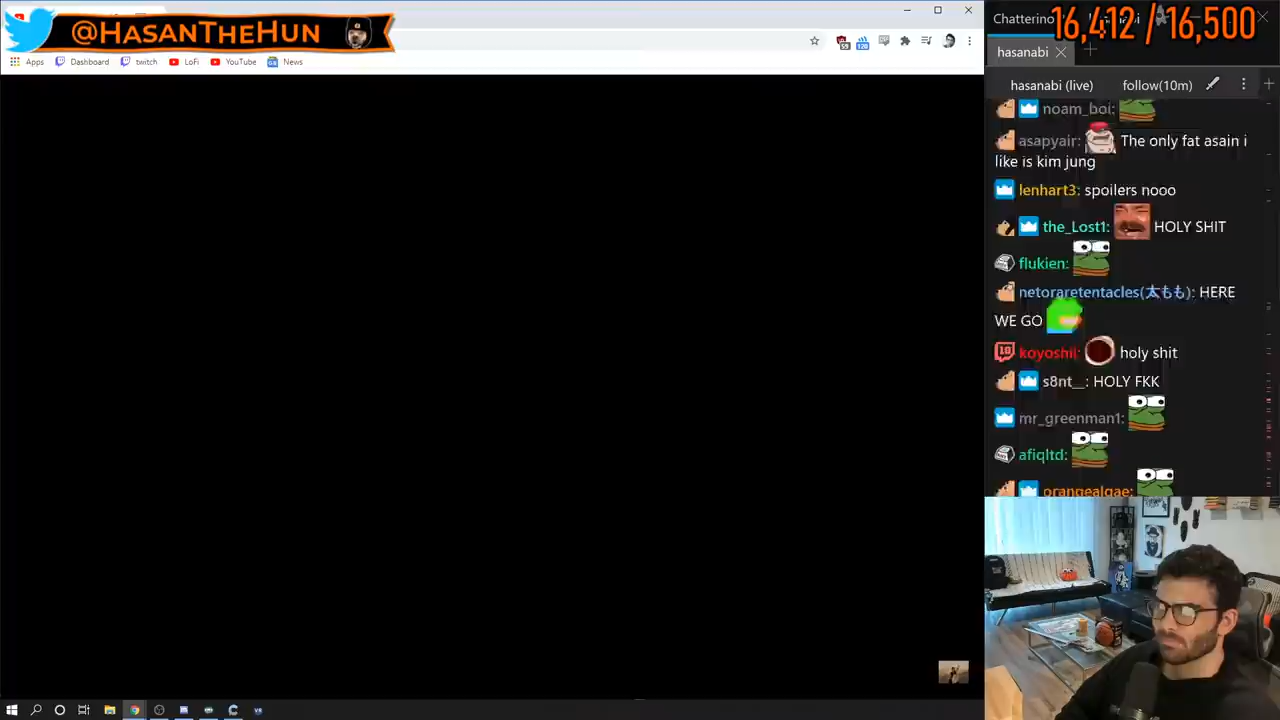 @HASANTHEHUN
Apps
Dashboard
twitch
LoFi
YouTube
News
59
120
Chatterino
16,412 / 16,500
hasanabi
hasanabi (live)
follow(10m)
noam_boi:
asapyair: The only fat asain i
like is kim jung
lenhart3: spoilers nooo
the_Lost1: HOLY SHIT
flukien:
netoraretentacles(太もも): HERE
WE GO
koyoshi(: holy shit
s8nt__: HOLY FKK
mr_greenman1:
afiqltd:
orangealgae: